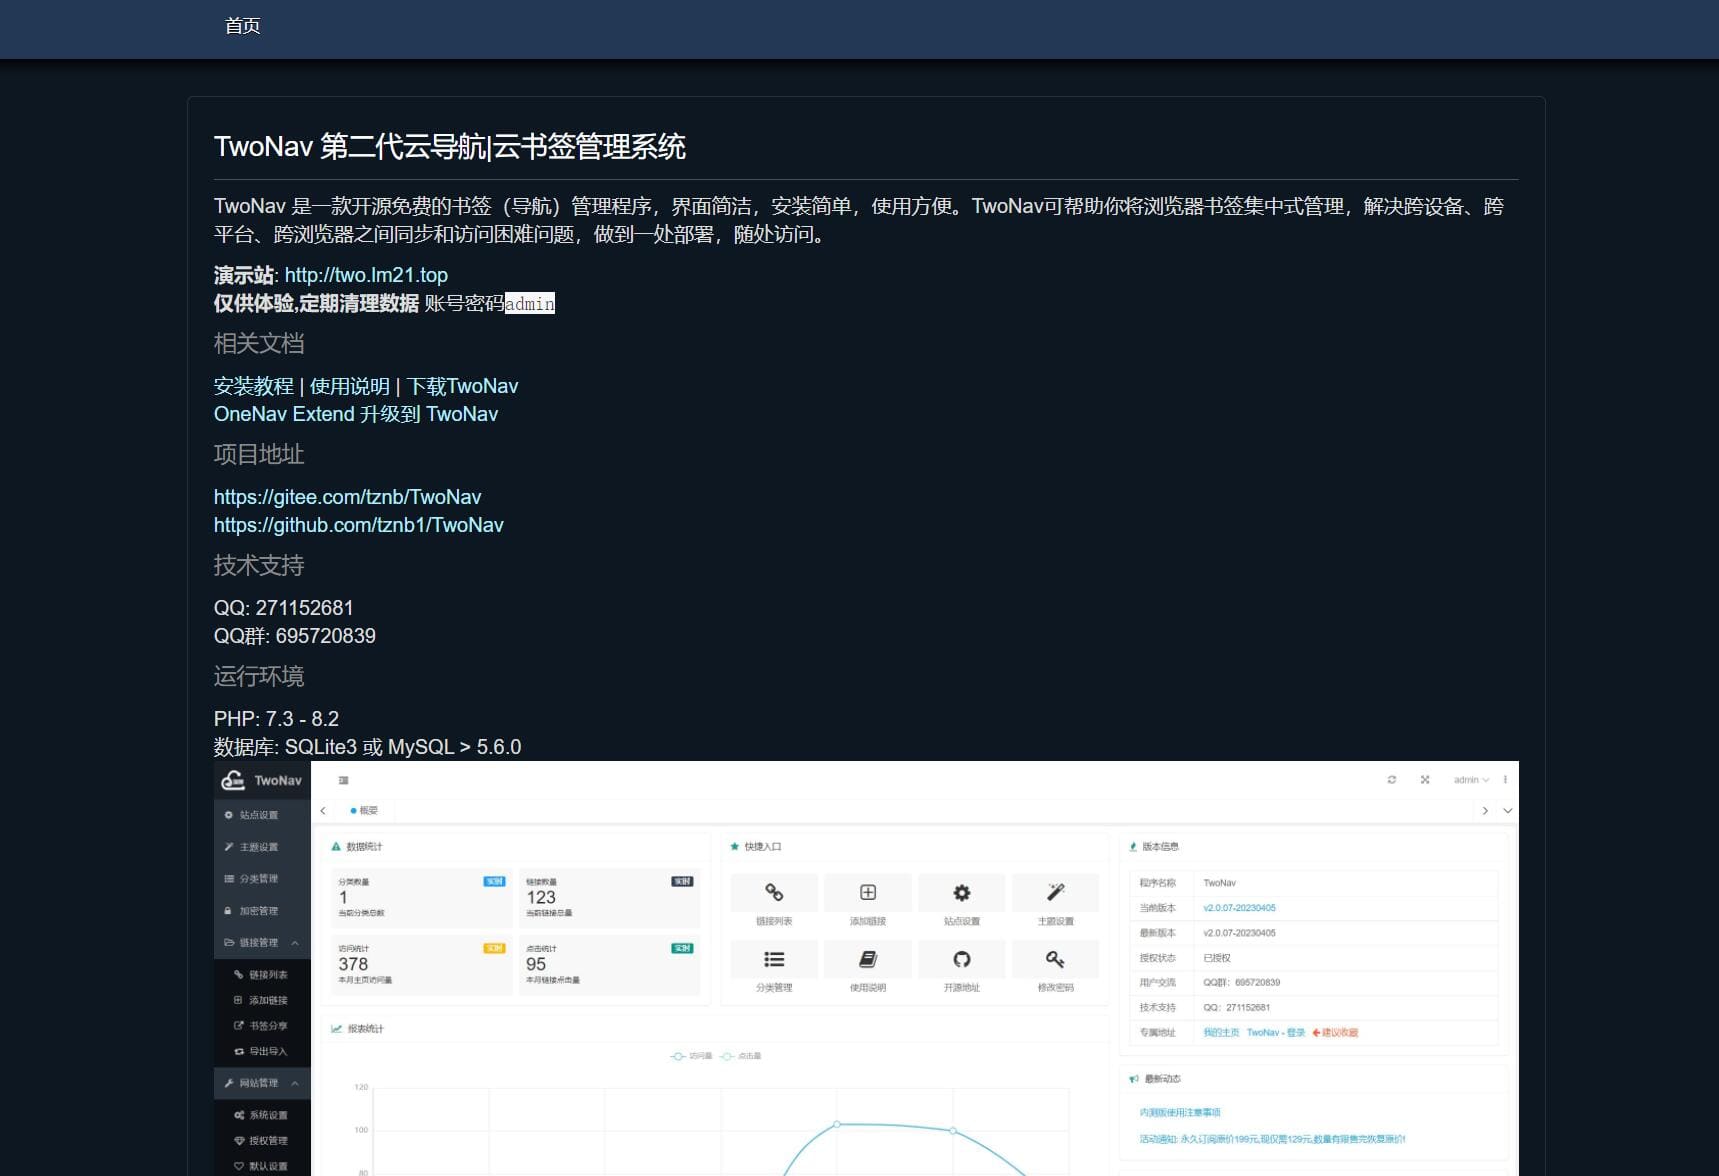 首页
TwoNav 第二代云导航|云书签管理系统
TwoNav 是一款开源免费的书签（导航）管理程序，界面简洁，安装简单，使用方便。TwoNav可帮助你将浏览器书签集中式管理，解决跨设备、跨
平台、跨浏览器之间同步和访问困难问题，做到一处部署，随处访问。
演示站: http://two.lm21.top
仅供体验,定期清理数据 账号密码admin
相关文档
安装教程 | 使用说明 | 下载TwoNav
OneNav Extend 升级到 TwoNav
项目地址
https://gitee.com/tznb/TwoNav
https://github.com/tznb1/TwoNav
技术支持
QQ: 271152681
QQ群: 695720839
运行环境
PHP: 7.3 - 8.2
数据库: SQLite3 或 MySQL > 5.6.0
TwoNav
admin
站点设置
主题设置
分类管理
加密管理
链接管理
链接列表
添加链接
书签分享
导出导入
网站管理
系统设置
授权管理
默认设置
概要
数据统计
分类数量 实时
1
当前分类总数
链接数量 实时
123
当前链接总量
访问统计 实时
378
本月主页访问量
点击统计 实时
95
本月链接点击量
报表统计
访问量 点击量
120
100
80
快捷入口
链接列表 添加链接 站点设置 主题设置
分类管理 使用说明 开源地址 修改密码
版本信息
程序名称 TwoNav
当前版本 v2.0.07-20230405
最新版本 v2.0.07-20230405
授权状态 已授权
用户交流 QQ群：695720839
技术支持 QQ：271152681
专属地址 我的主页 TwoNav - 登录 建议收藏
最新动态
内测版使用注意事项
活动通知: 永久订阅原价199元,现仅需129元,数量有限售完恢复原价!